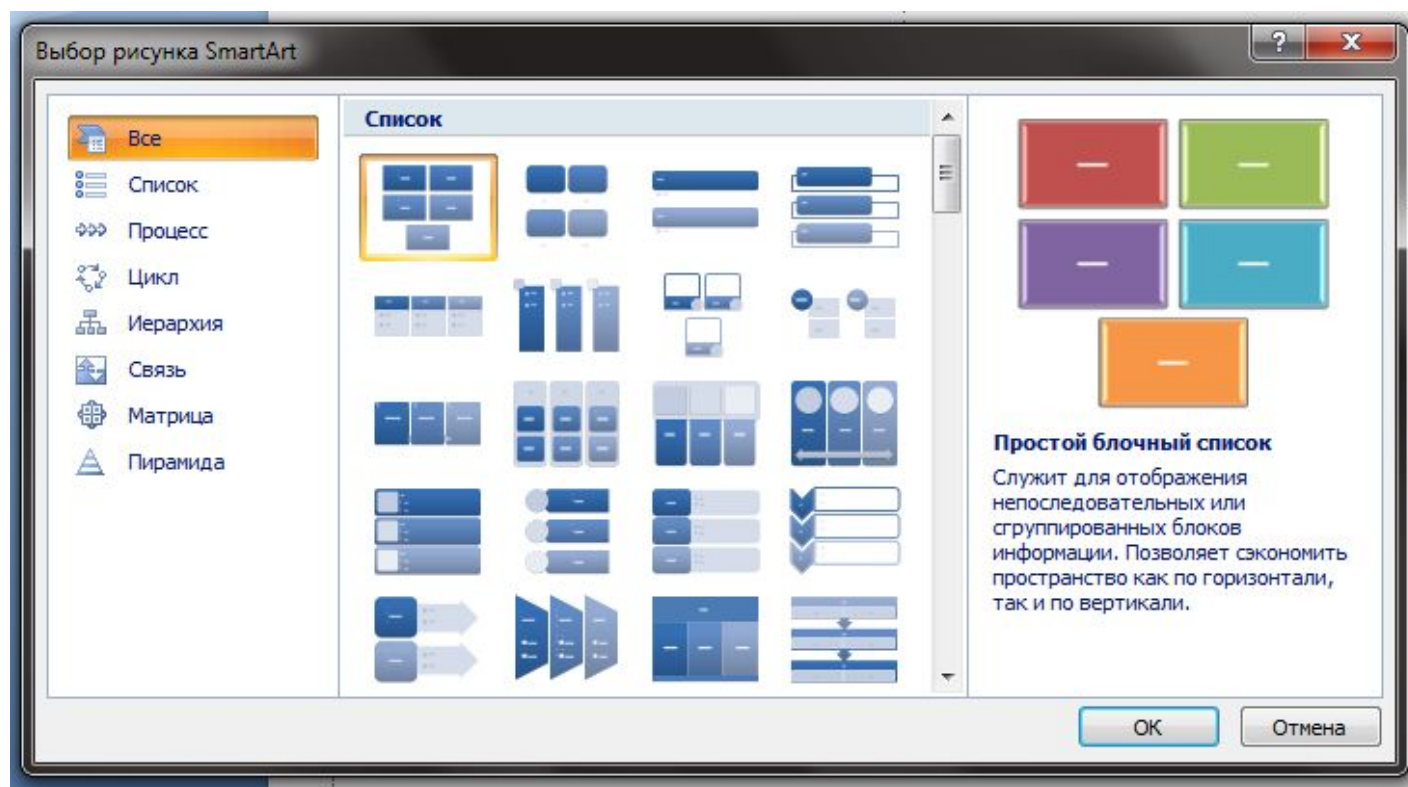 Выбор рисунка SmartArt
Все
Список
Процесс
Цикл
Иерархия
Связь
Матрица
Пирамида
Список
Простой блочный список
Служит для отображения
непоследовательных или
сгруппированных блоков
информации. Позволяет сэкономить
пространство как по горизонтали,
так и по вертикали.
ОК
Отмена